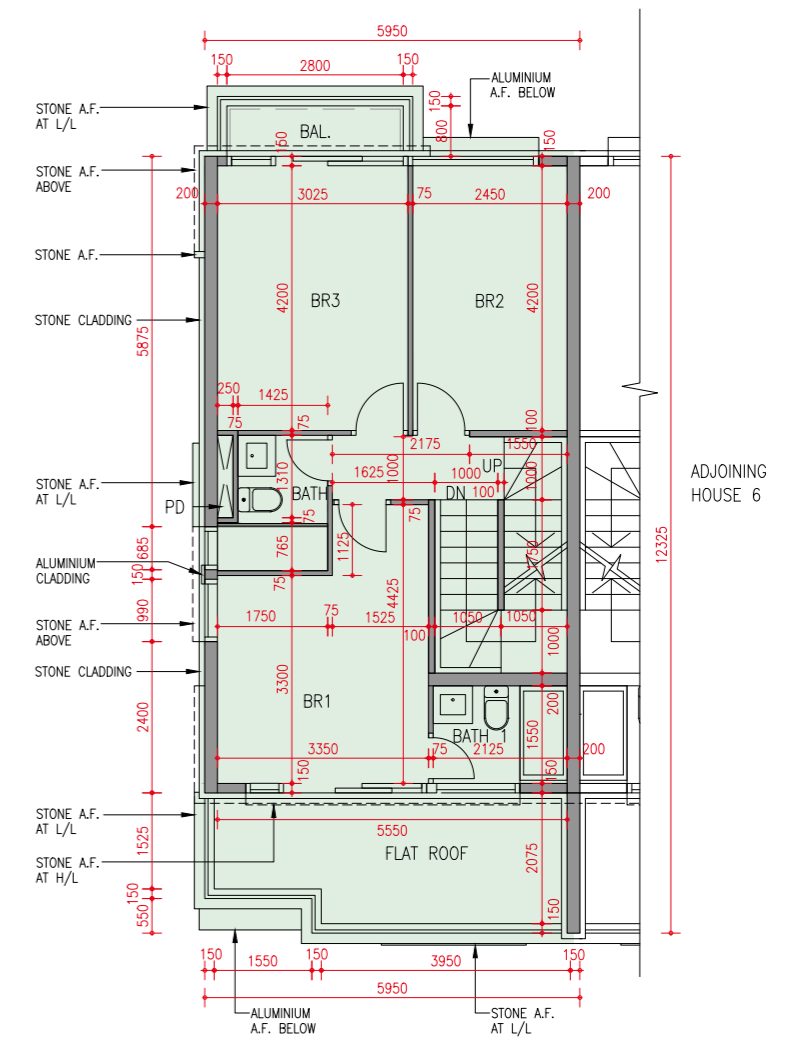 5950
150
2800
150
ALUMINIUM
A.F. BELOW
STONE A.F.
AT L/L
150
800
BAL.
150
150
STONE A.F.
ABOVE
200
3025
75
2450
200
STONE A.F.
STONE CLADDING
5875
4200
BR3
BR2
4200
250
1425
75
75
100
2175
1550
1625
1000
1000
UP
1000
100
DN
STONE A.F.
AT L/L
PD
1310
BATH
75
75
ADJOINING
HOUSE 6
12325
685
765
1125
1750
ALUMINIUM
CLADDING
150
75
990
4425
STONE A.F.
ABOVE
1750
75
1525
100
1050
1050
1000
STONE CLADDING
3300
BR1
200
2400
BATH 1
1550
3350
75
2125
200
150
150
STONE A.F.
AT L/L
1525
5550
STONE A.F.
AT H/L
FLAT ROOF
2075
150
550
150
150
1550
150
3950
150
5950
ALUMINIUM
A.F. BELOW
STONE A.F.
AT L/L